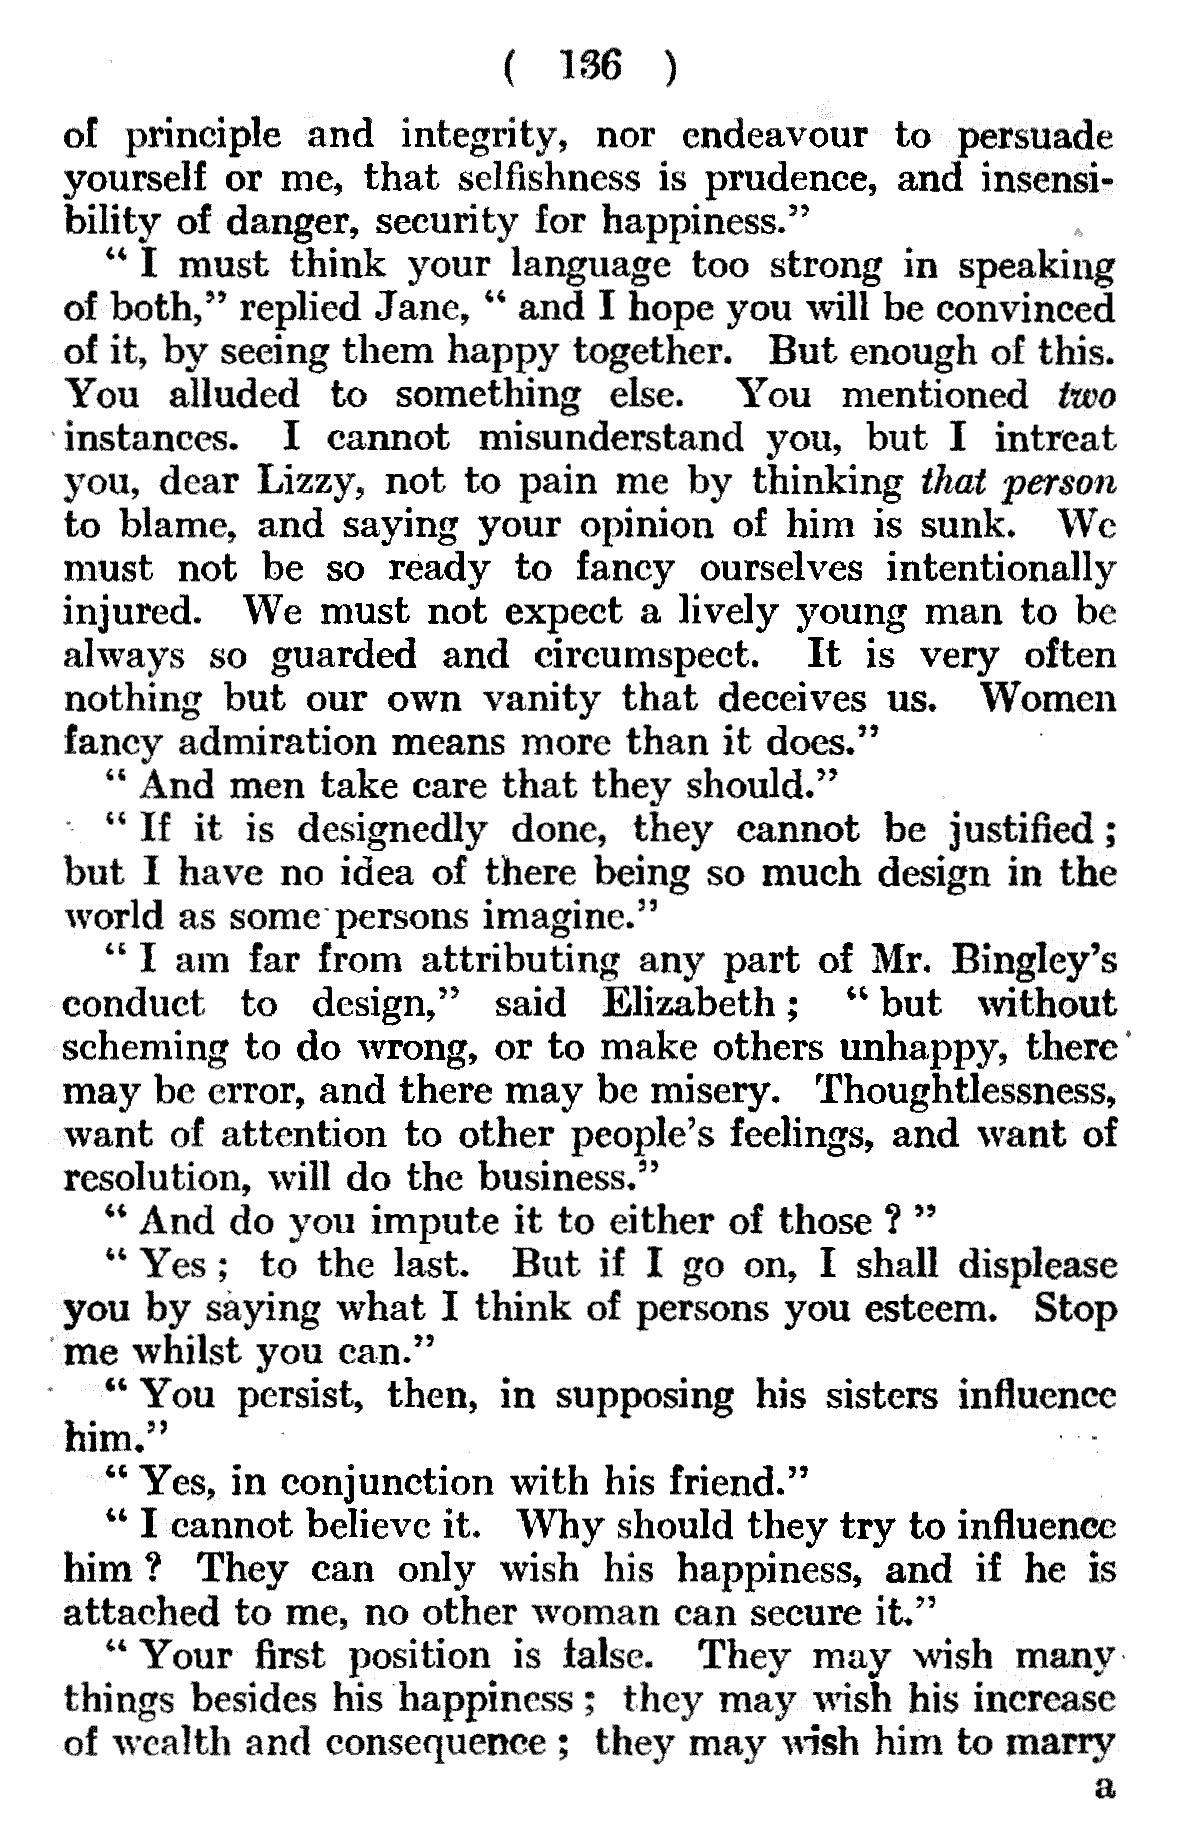 ( 136 )
of principle and integrity, nor endeavour to persuade
yourself or me, that selfishness is prudence, and insensi-
bility of danger, security for happiness.”
“ I must think your language too strong in speaking
of both,” replied Jane, “ and I hope you will be convinced
of it, by seeing them happy together. But enough of this.
You alluded to something else. You mentioned two
instances. I cannot misunderstand you, but I intreat
you, dear Lizzy, not to pain me by thinking that person
to blame, and saying your opinion of him is sunk. We
must not be so ready to fancy ourselves intentionally
injured. We must not expect a lively young man to be
always so guarded and circumspect. It is very often
nothing but our own vanity that deceives us. Women
fancy admiration means more than it does.”
“ And men take care that they should.”
“ If it is designedly done, they cannot be justified ;
but I have no idea of there being so much design in the
world as some persons imagine.”
“ I am far from attributing any part of Mr. Bingley’s
conduct to design,” said Elizabeth ; “ but without
scheming to do wrong, or to make others unhappy, there
may be error, and there may be misery. Thoughtlessness,
want of attention to other people’s feelings, and want of
resolution, will do the business.”
“ And do you impute it to either of those ? ”
“ Yes ; to the last. But if I go on, I shall displease
you by saying what I think of persons you esteem. Stop
me whilst you can.”
“ You persist, then, in supposing his sisters influence
him.”
“ Yes, in conjunction with his friend.”
“ I cannot believe it. Why should they try to influence
him ? They can only wish his happiness, and if he is
attached to me, no other woman can secure it.”
“ Your first position is false. They may wish many
things besides his happiness ; they may wish his increase
of wealth and consequence ; they may wish him to marry
a